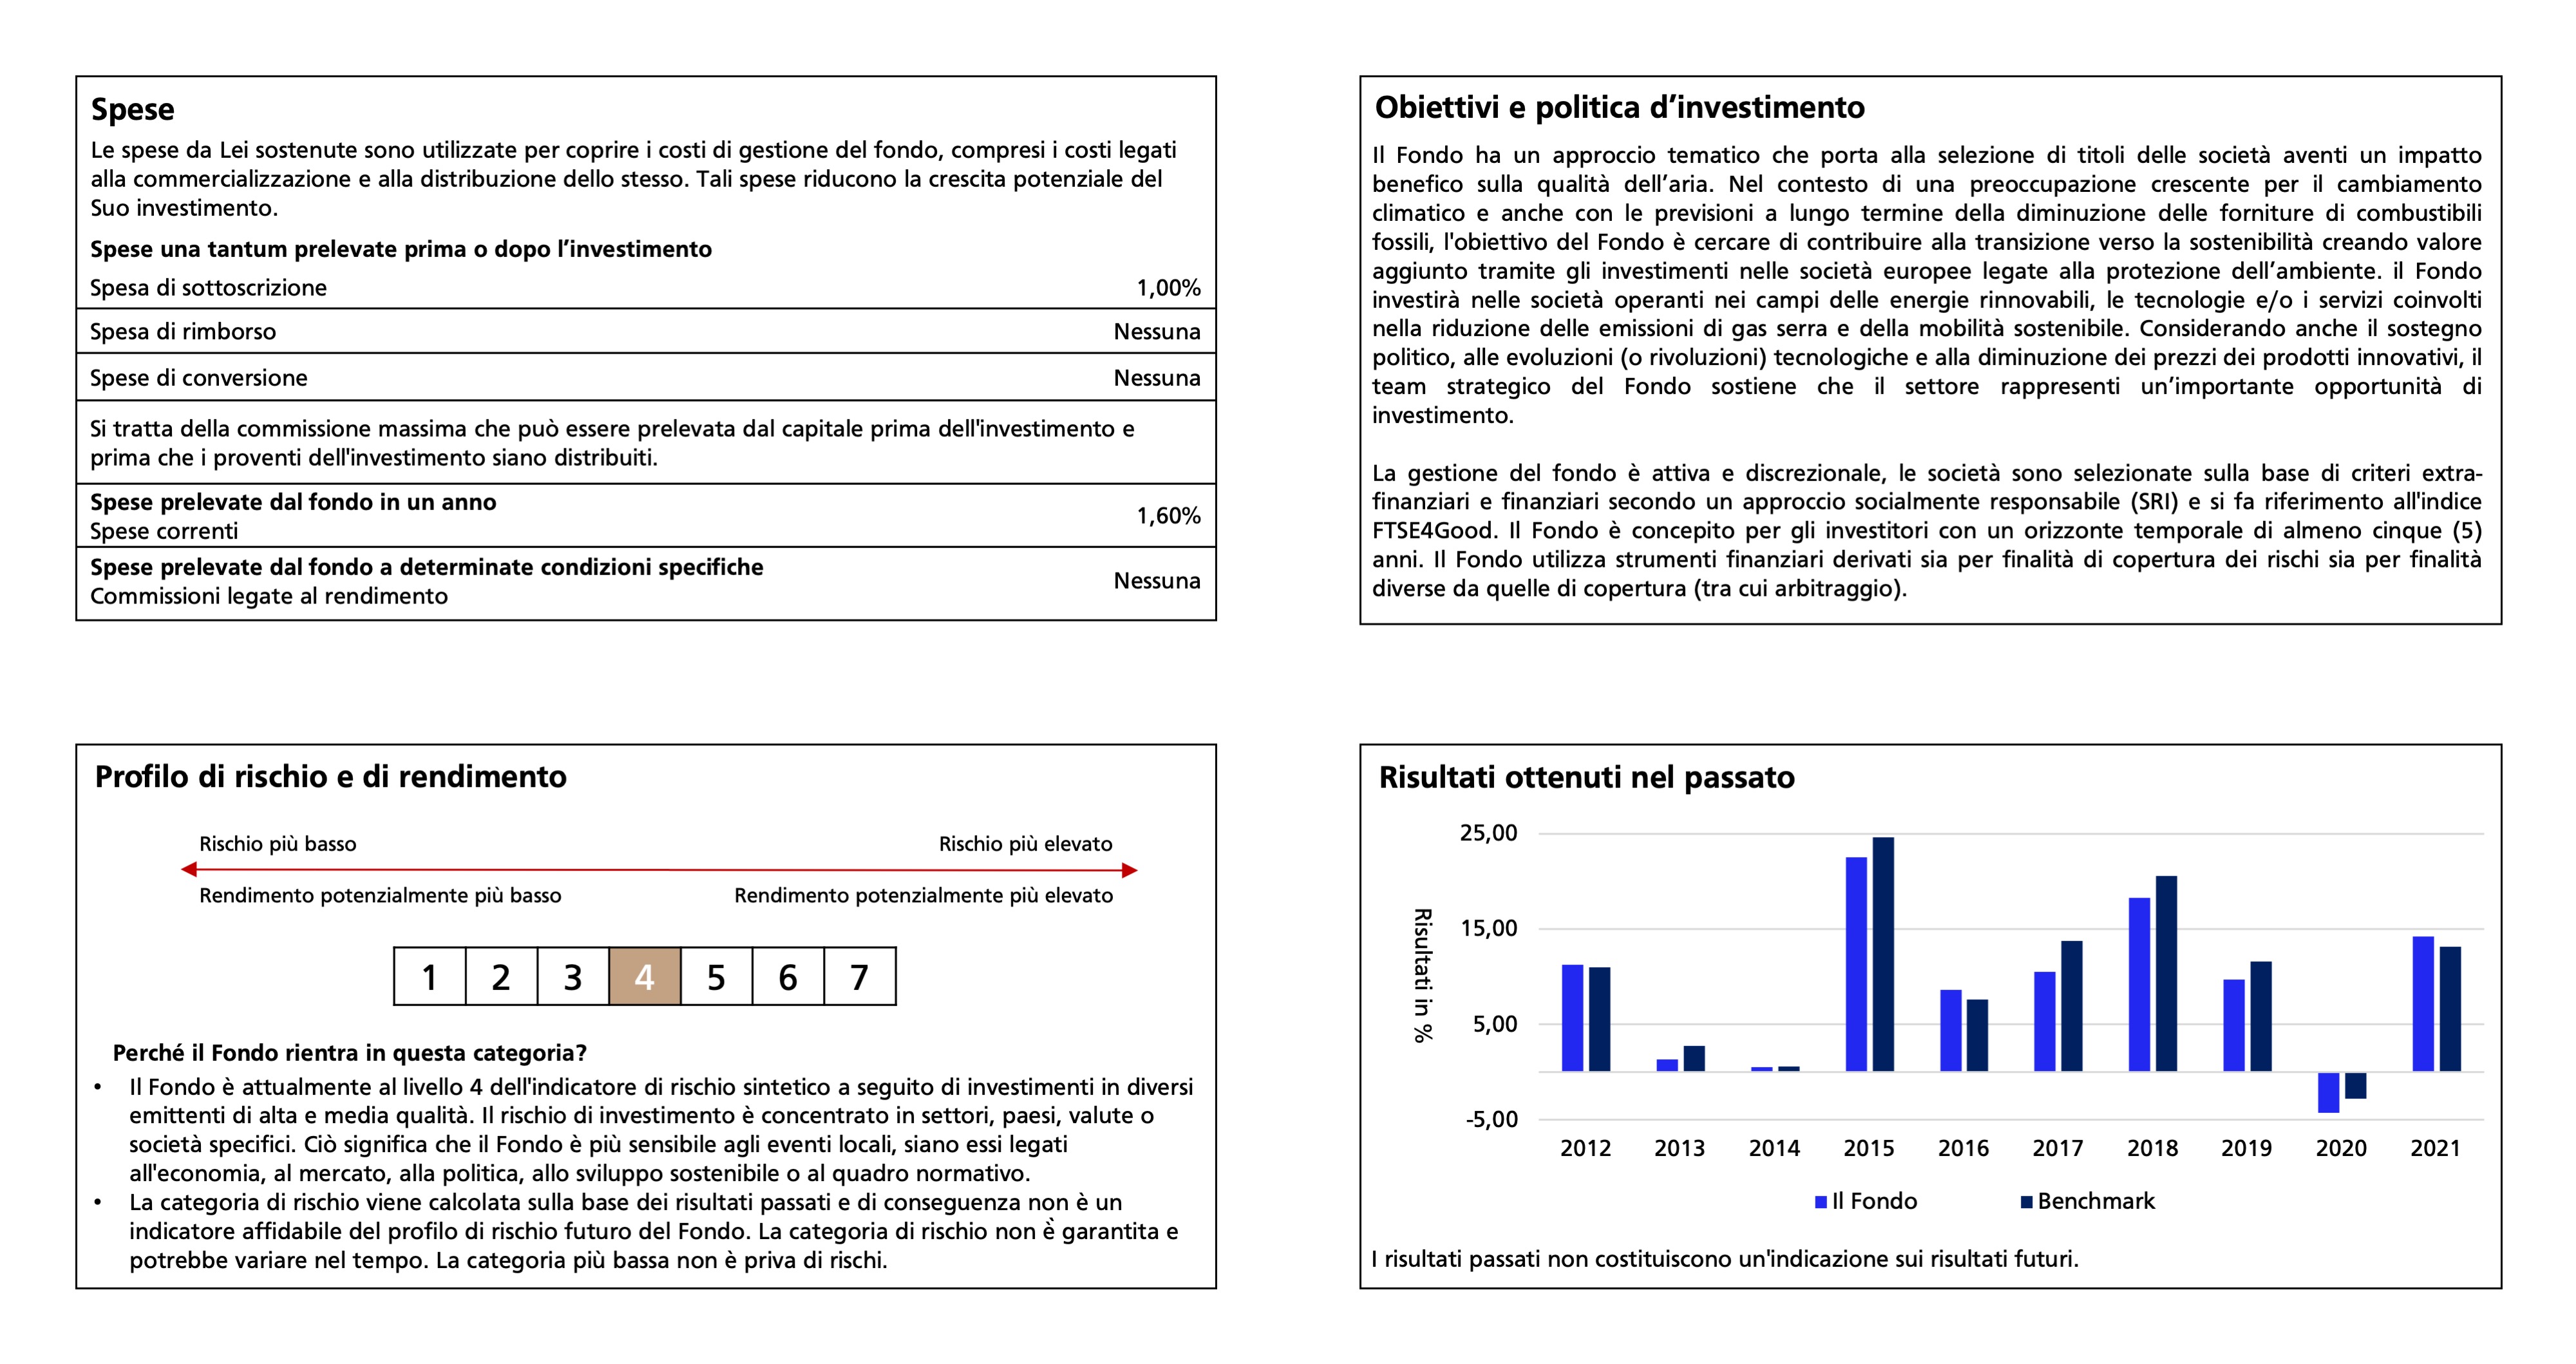 Spese
Le spese da Lei sostenute sono utilizzate per coprire i costi di gestione del fondo, compresi i costi legati
alla commercializzazione e alla distribuzione dello stesso. Tali spese riducono la crescita potenziale del
Suo investimento.
Spese una tantum prelevate prima o dopo l’investimento
Spesa di sottoscrizione 1,00%
Spesa di rimborso Nessuna
Spese di conversione Nessuna
Si tratta della commissione massima che può essere prelevata dal capitale prima dell'investimento e
prima che i proventi dell'investimento siano distribuiti.
Spese prelevate dal fondo in un anno
Spese correnti 1,60%
Spese prelevate dal fondo a determinate condizioni specifiche
Commissioni legate al rendimento Nessuna
Obiettivi e politica d’investimento
Il Fondo ha un approccio tematico che porta alla selezione di titoli delle società aventi un impatto
benefico sulla qualità dell’aria. Nel contesto di una preoccupazione crescente per il cambiamento
climatico e anche con le previsioni a lungo termine della diminuzione delle forniture di combustibili
fossili, l'obiettivo del Fondo è cercare di contribuire alla transizione verso la sostenibilità creando valore
aggiunto tramite gli investimenti nelle società europee legate alla protezione dell’ambiente. il Fondo
investirà nelle società operanti nei campi delle energie rinnovabili, le tecnologie e/o i servizi coinvolti
nella riduzione delle emissioni di gas serra e della mobilità sostenibile. Considerando anche il sostegno
politico, alle evoluzioni (o rivoluzioni) tecnologiche e alla diminuzione dei prezzi dei prodotti innovativi, il
team strategico del Fondo sostiene che il settore rappresenti un’importante opportunità di
investimento.
La gestione del fondo è attiva e discrezionale, le società sono selezionate sulla base di criteri extra-
finanziari e finanziari secondo un approccio socialmente responsabile (SRI) e si fa riferimento all'indice
FTSE4Good. Il Fondo è concepito per gli investitori con un orizzonte temporale di almeno cinque (5)
anni. Il Fondo utilizza strumenti finanziari derivati sia per finalità di copertura dei rischi sia per finalità
diverse da quelle di copertura (tra cui arbitraggio).
Profilo di rischio e di rendimento
Rischio più basso Rischio più elevato
Rendimento potenzialmente più basso Rendimento potenzialmente più elevato
1 2 3 4 5 6 7
Perché il Fondo rientra in questa categoria?
• Il Fondo è attualmente al livello 4 dell'indicatore di rischio sintetico a seguito di investimenti in diversi
emittenti di alta e media qualità. Il rischio di investimento è concentrato in settori, paesi, valute o
società specifici. Ciò significa che il Fondo è più sensibile agli eventi locali, siano essi legati
all'economia, al mercato, alla politica, allo sviluppo sostenibile o al quadro normativo.
• La categoria di rischio viene calcolata sulla base dei risultati passati e di conseguenza non è un
indicatore affidabile del profilo di rischio futuro del Fondo. La categoria di rischio non è garantita e
potrebbe variare nel tempo. La categoria più bassa non è priva di rischi.
Risultati ottenuti nel passato
Risultati in %
25,00
15,00
5,00
-5,00
2012 2013 2014 2015 2016 2017 2018 2019 2020 2021
Il Fondo Benchmark
I risultati passati non costituiscono un'indicazione sui risultati futuri.